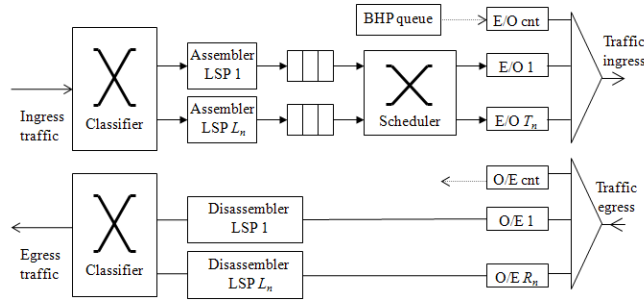 BHP queue
E/O cnt
Traffic
ingress
Assembler
LSP 1
E/O 1
Ingress
traffic
Classifier
Assembler
LSP Ln
Scheduler
E/O Tn
O/E cnt
Traffic
egress
Disassembler
LSP 1
O/E 1
Egress
traffic
Classifier
Disassembler
LSP Ln
O/E Rn